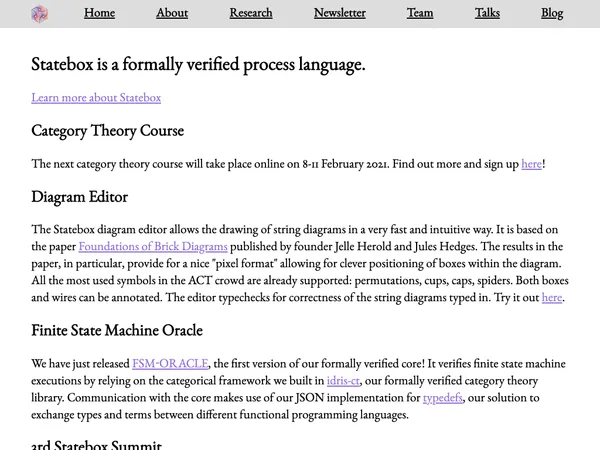 Home About Research Newsletter Team Talks Blog
Statebox is a formally verified process language.
Learn more about Statebox
Category Theory Course
The next category theory course will take place online on 8-11 February 2021. Find out more and sign up here!
Diagram Editor
The Statebox diagram editor allows the drawing of string diagrams in a very fast and intuitive way. It is based on
the paper Foundations of Brick Diagrams published by founder Jelle Herold and Jules Hedges. The results in the
paper, in particular, provide for a nice "pixel format" allowing for clever positioning of boxes within the diagram.
All the most used symbols in the ACT crowd are already supported: permutations, cups, caps, spiders. Both boxes
and wires can be annotated. The editor typechecks for correctness of the string diagrams typed in. Try it out here.
Finite State Machine Oracle
We have just released FSM-ORACLE, the first version of our formally verified core! It verifies finite state machine
executions by relying on the categorical framework we built in idris-ct, our formally verified category theory
library. Communication with the core makes use of our JSON implementation for typedefs, our solution to
exchange types and terms between different functional programming languages.
3rd Statebox Summit